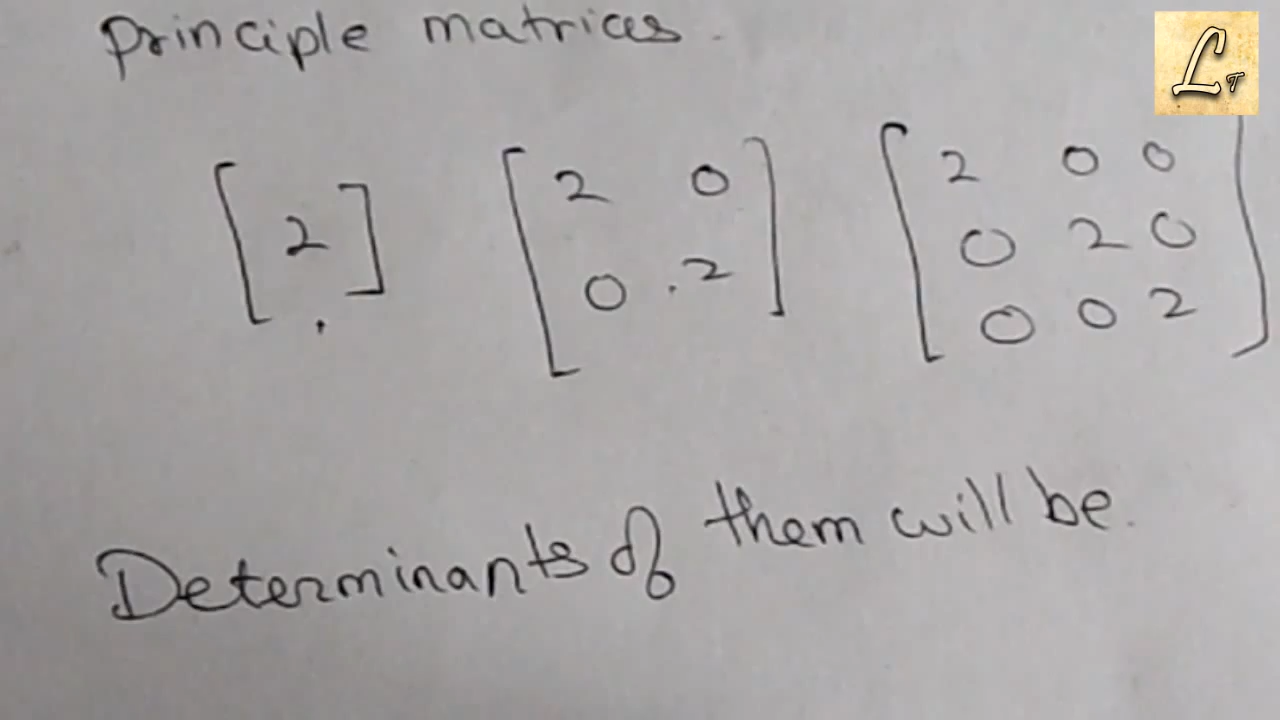 principle matrices.
[2] [2 0 [2 0 0
0 .2] 0 2 0
0 0 2]
Determinants of them will be.
LT